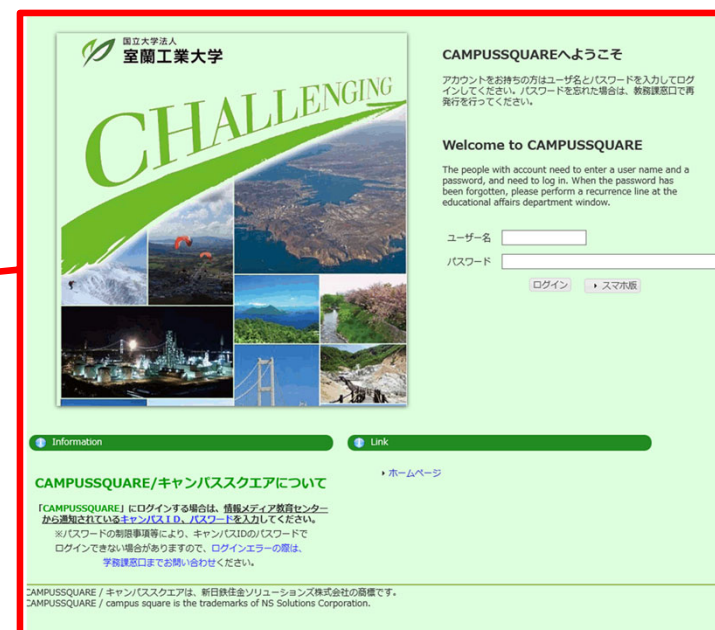 国立大学法人
室蘭工業大学
CHALLENGING
CAMPUSSQUAREへようこそ
アカウントをお持ちの方はユーザ名とパスワードを入力してログ
インしてください。パスワードを忘れた場合は、教務課窓口で再
発行を行ってください。
Welcome to CAMPUSSQUARE
The people with account need to enter a user name and a
password, and need to log in. When the password has
been forgotten, please perform a recurrence line at the
educational affairs department window.
ユーザー名
パスワード
ログイン
スマホ版
Information
Link
CAMPUSSQUARE/キャンパススクエアについて
「CAMPUSSQUARE」にログインする場合は、情報メディア教育センター
から通知されているキャンパスＩＤ、パスワードを入力してください。
※パスワードの制限事項等により、キャンパスIDのパスワードで
ログインできない場合がありますので、ログインエラーの際は、
学務課窓口までお問い合わせください。
ホームページ
CAMPUSSQUARE / キャンパススクエアは、新日鉄住金ソリューションズ株式会社の商標です。
CAMPUSSQUARE / campus square is the trademarks of NS Solutions Corporation.